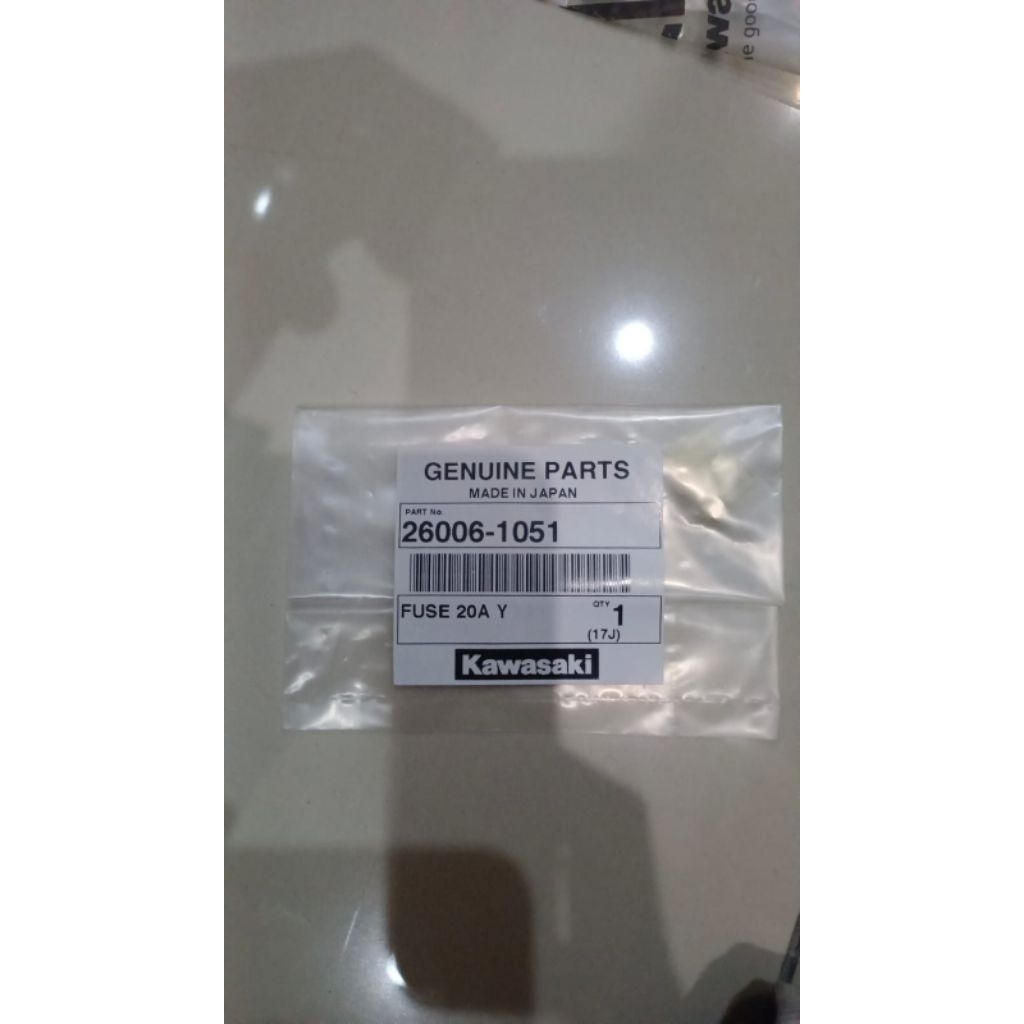 GENUINE PARTS
MADE IN JAPAN
PART No.
26006-1051
FUSE 20A Y
QTY 1
(17J)
Kawasaki